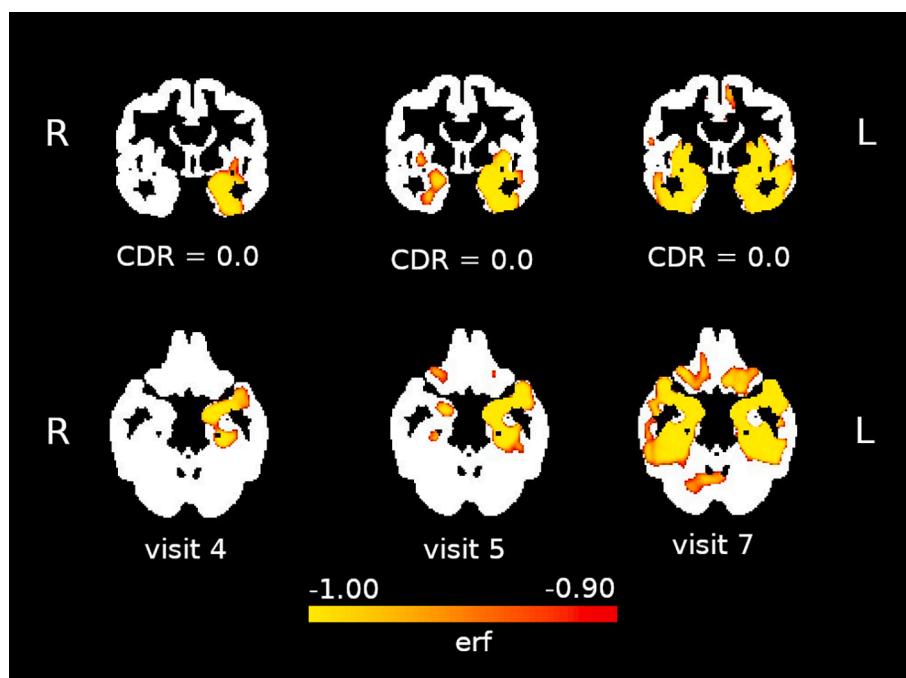 R L
CDR = 0.0 CDR = 0.0 CDR = 0.0
R L
visit 4 visit 5 visit 7
-1.00 -0.90
erf